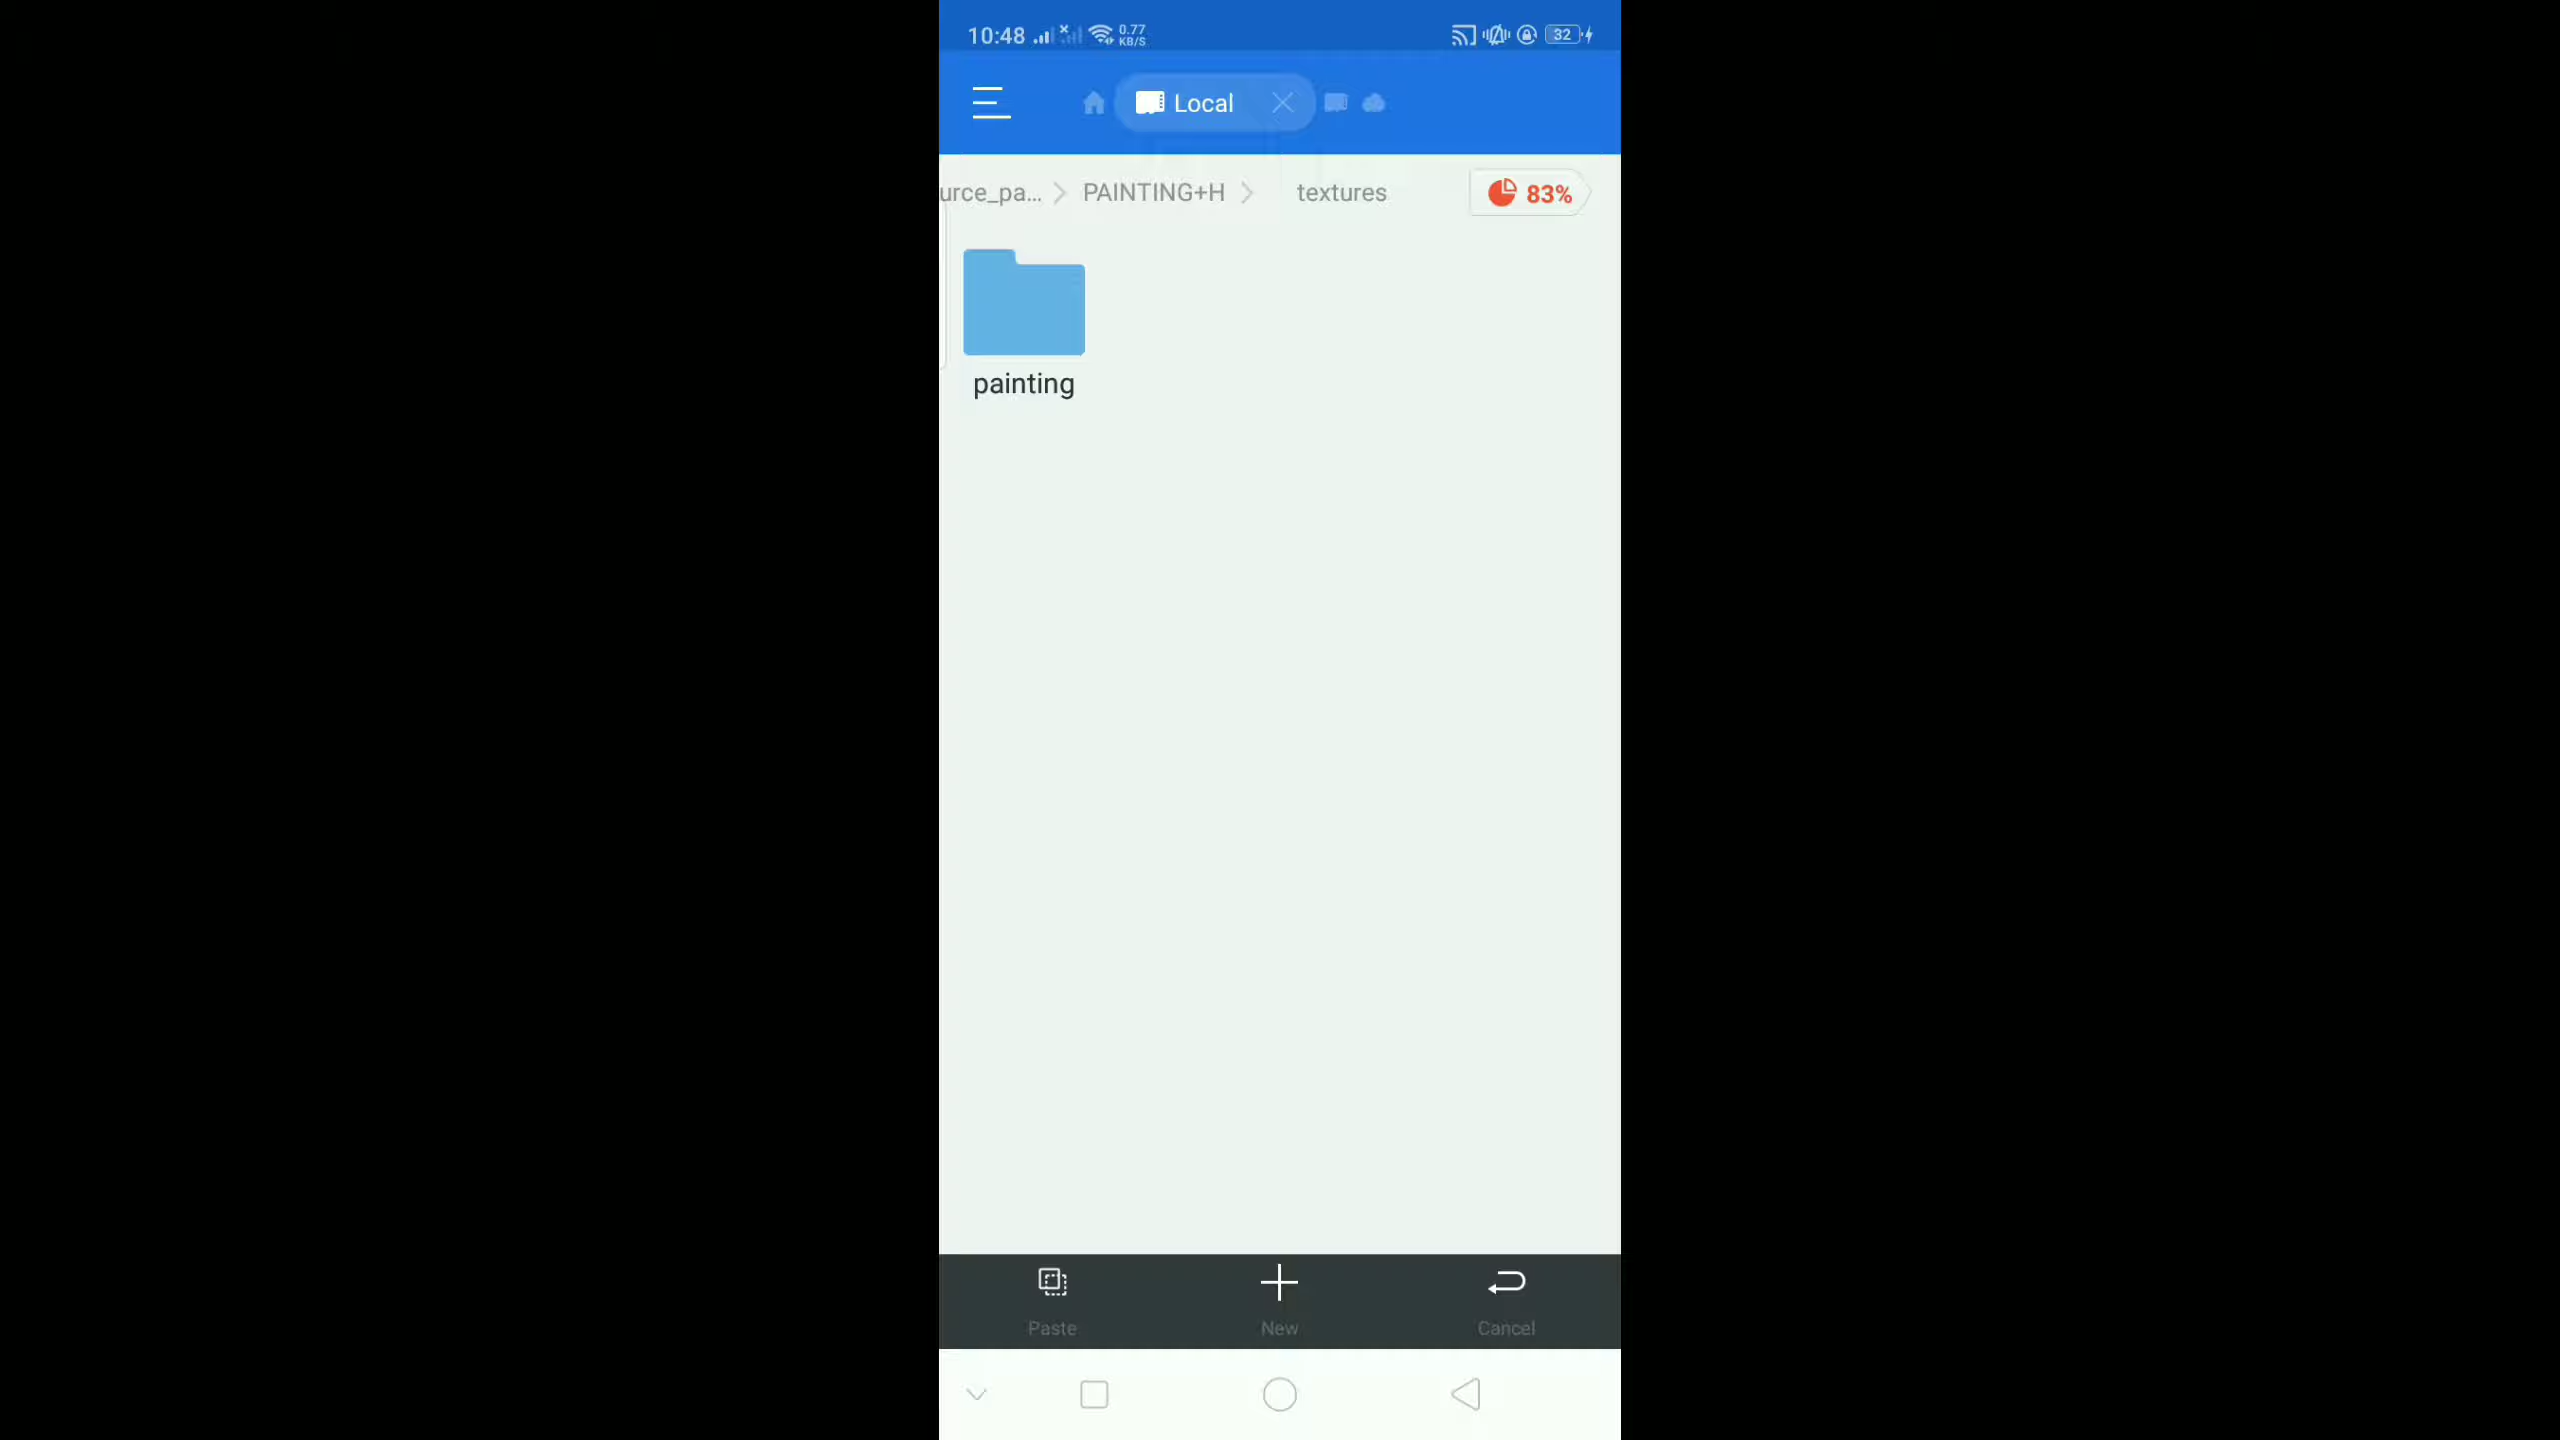 10:48 0.77 KB/S 32
Local
urce_pa... PAINTING+H textures 83%
painting
Paste New Cancel